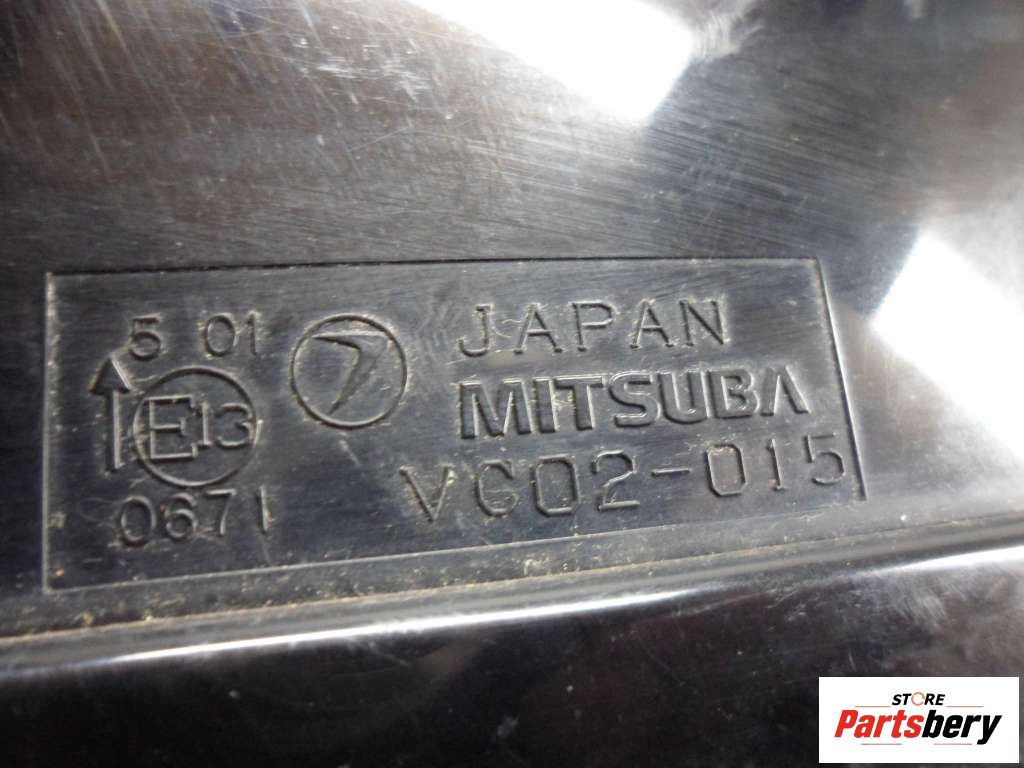 5 01
E13
0671
JAPAN
MITSUBA
VC02-015
STORE
Partsbery